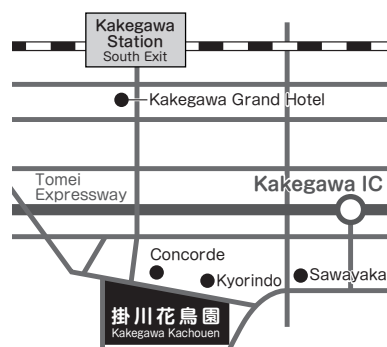 Kakegawa
Station
South Exit
Kakegawa Grand Hotel
Tomei
Expressway
Kakegawa IC
Concorde
Kyorindo
Sawayaka
掛川花鳥園
Kakegawa Kachouen